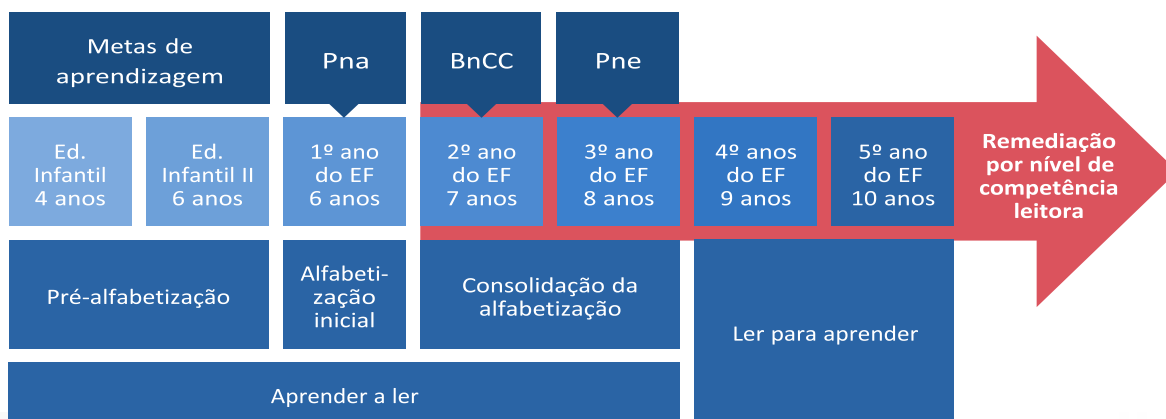 Metas de
aprendizagem
Pna
BnCC
Pne
Ed.
Infantil
4 anos
Ed.
Infantil II
6 anos
1º ano
do EF
6 anos
2º ano
do EF
7 anos
3º ano
do EF
8 anos
4º anos
do EF
9 anos
5º ano
do EF
10 anos
Remediação
por nível de
competência
leitora
Pré-alfabetização
Alfabeti-
zação
inicial
Consolidação da
alfabetização
Ler para aprender
Aprender a ler